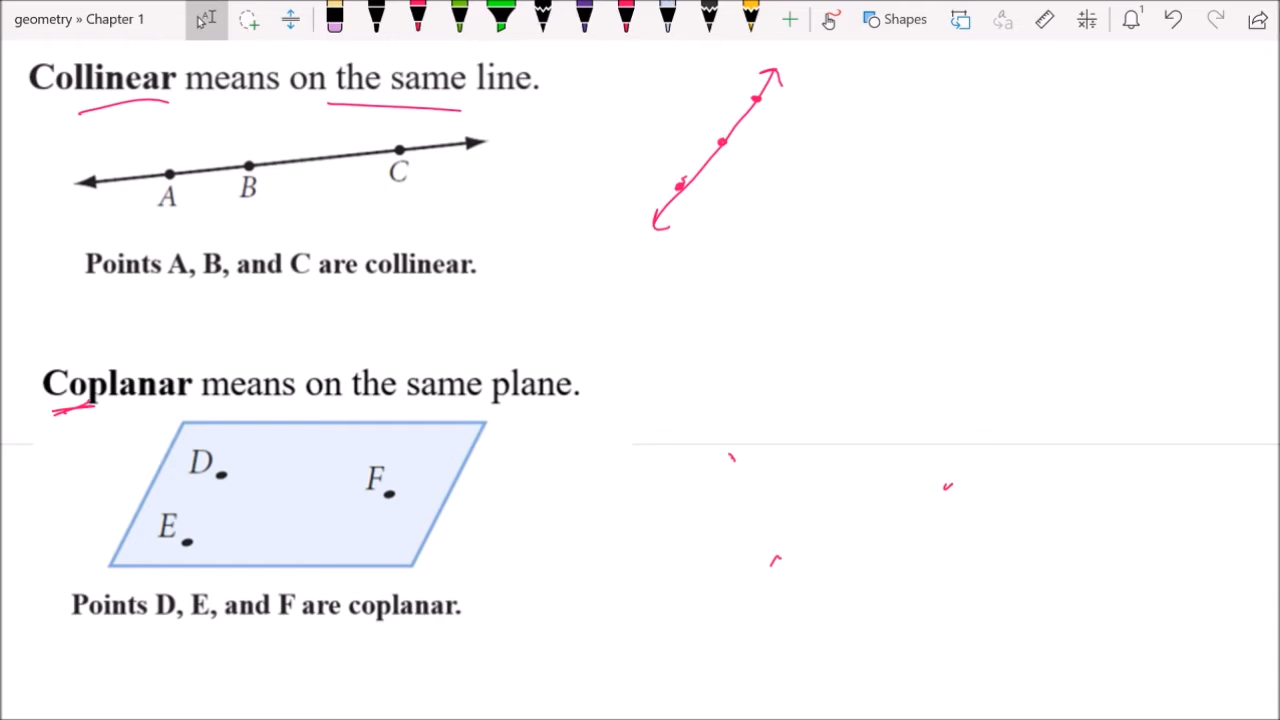 geometry » Chapter 1
Shapes
Collinear means on the same line.
A
B
C
Points A, B, and C are collinear.
Coplanar means on the same plane.
D
F
E
Points D, E, and F are coplanar.